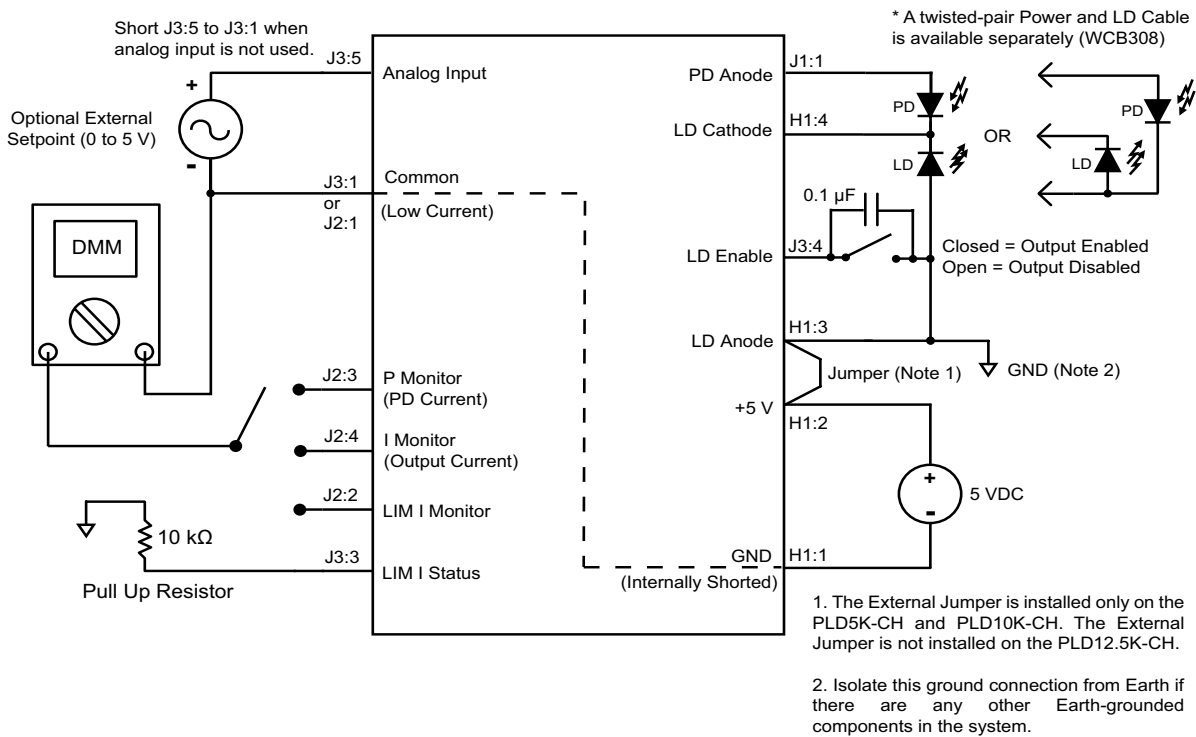 Short J3:5 to J3:1 when
analog input is not used.
* A twisted-pair Power and LD Cable
is available separately (WCB308)
J3:5
Analog Input
+
Optional External
Setpoint (0 to 5 V)
-
J3:1
or
J2:1
Common
(Low Current)
DMM
J2:3
P Monitor
(PD Current)
J2:4
I Monitor
(Output Current)
J2:2
LIM I Monitor
10 kΩ
J3:3
LIM I Status
Pull Up Resistor
PD Anode
J1:1
PD
LD Cathode
H1:4
LD
OR
PD
LD
0.1 µF
LD Enable
J3:4
Closed = Output Enabled
Open = Output Disabled
LD Anode
H1:3
Jumper (Note 1)
GND (Note 2)
+5 V
H1:2
+
-
5 VDC
GND
H1:1
(Internally Shorted)
1. The External Jumper is installed only on the
PLD5K-CH and PLD10K-CH. The External
Jumper is not installed on the PLD12.5K-CH.
2. Isolate this ground connection from Earth if
there are any other Earth-grounded
components in the system.